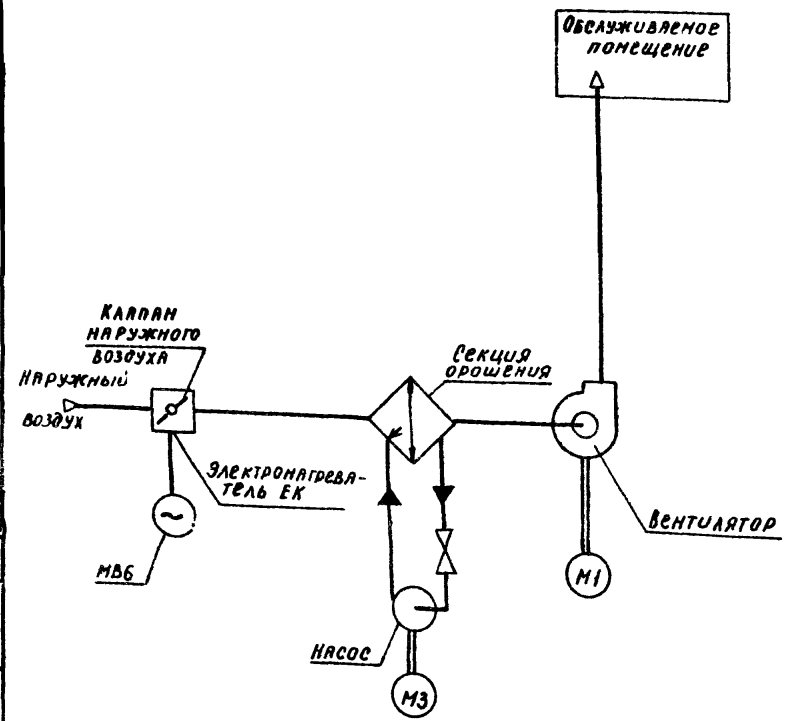 Обслуживаемое
помещение
Клапан
наружного
воздуха
Наружный
воздух
Секция
орошения
Электронагрева-
тель ЕК
МВ6
Вентилятор
М1
Насос
М3